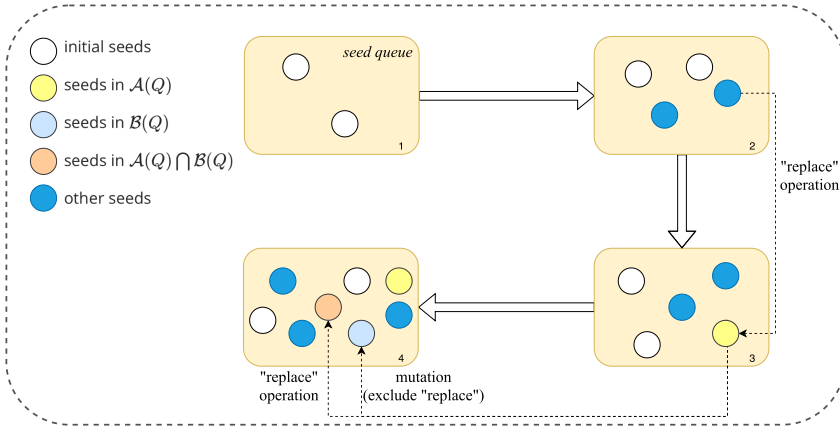 initial seeds
seeds in 𝒜(Q)
seeds in ℬ(Q)
seeds in 𝒜(Q) ⋂ ℬ(Q)
other seeds
seed queue
1
2
"replace"
operation
3
4
"replace"
operation
mutation
(exclude "replace")